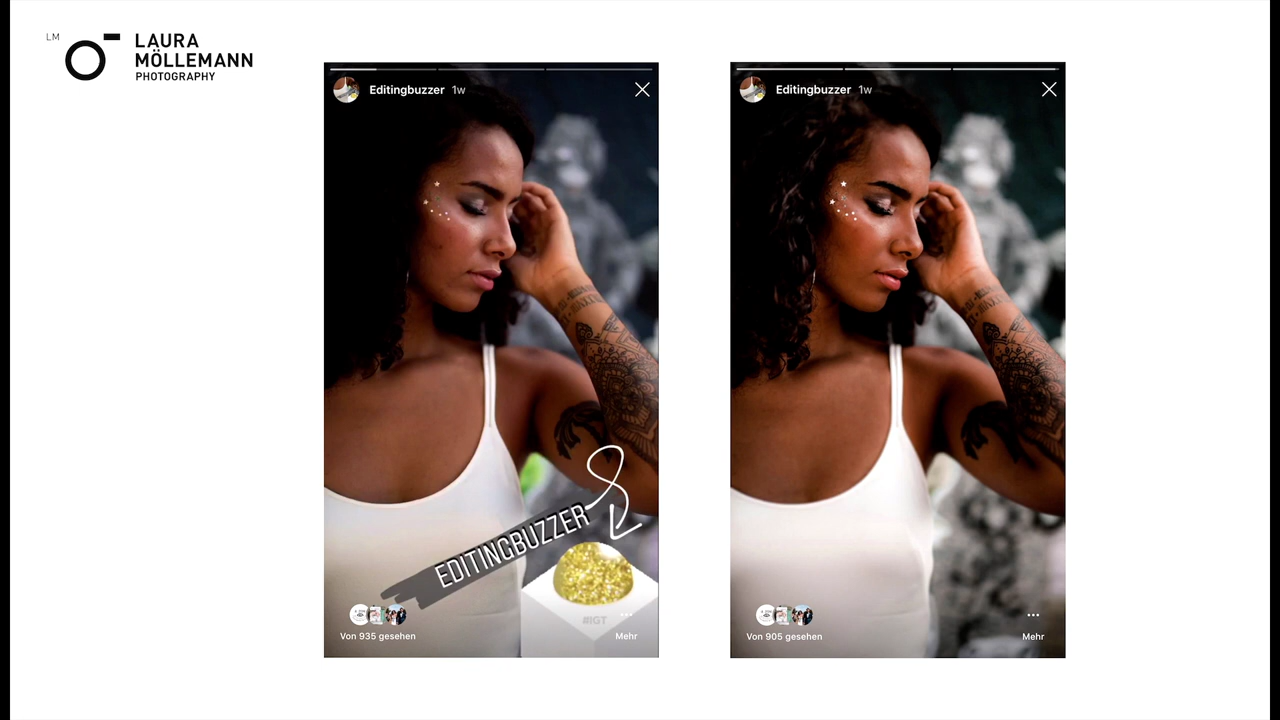 LM
LAURA
MÖLLEMANN
PHOTOGRAPHY
Editingbuzzer 1w
EDITINGBUZZER
#IGT
Von 935 gesehen
Mehr
Editingbuzzer 1w
Von 905 gesehen
Mehr